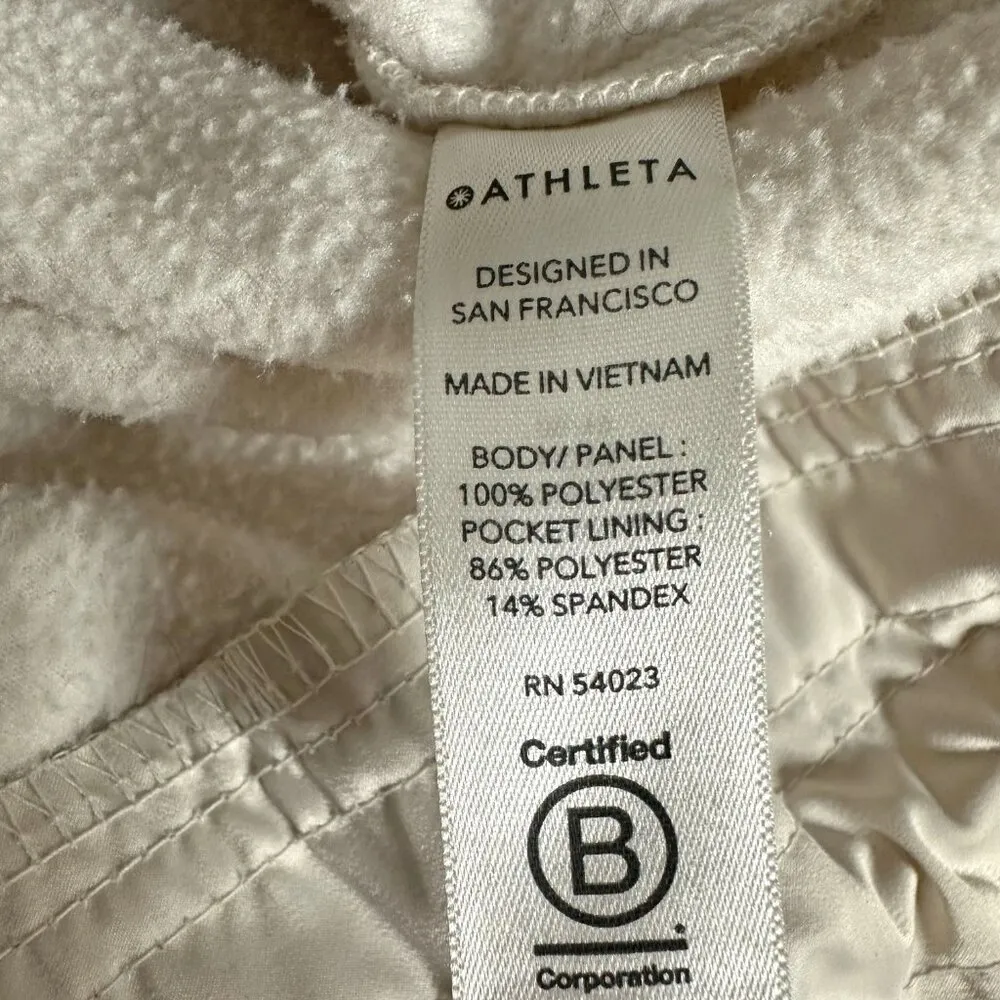 ATHLETA
DESIGNED IN
SAN FRANCISCO
MADE IN VIETNAM
BODY/ PANEL :
100% POLYESTER
POCKET LINING :
86% POLYESTER
14% SPANDEX
RN 54023
Certified
B
Corporation